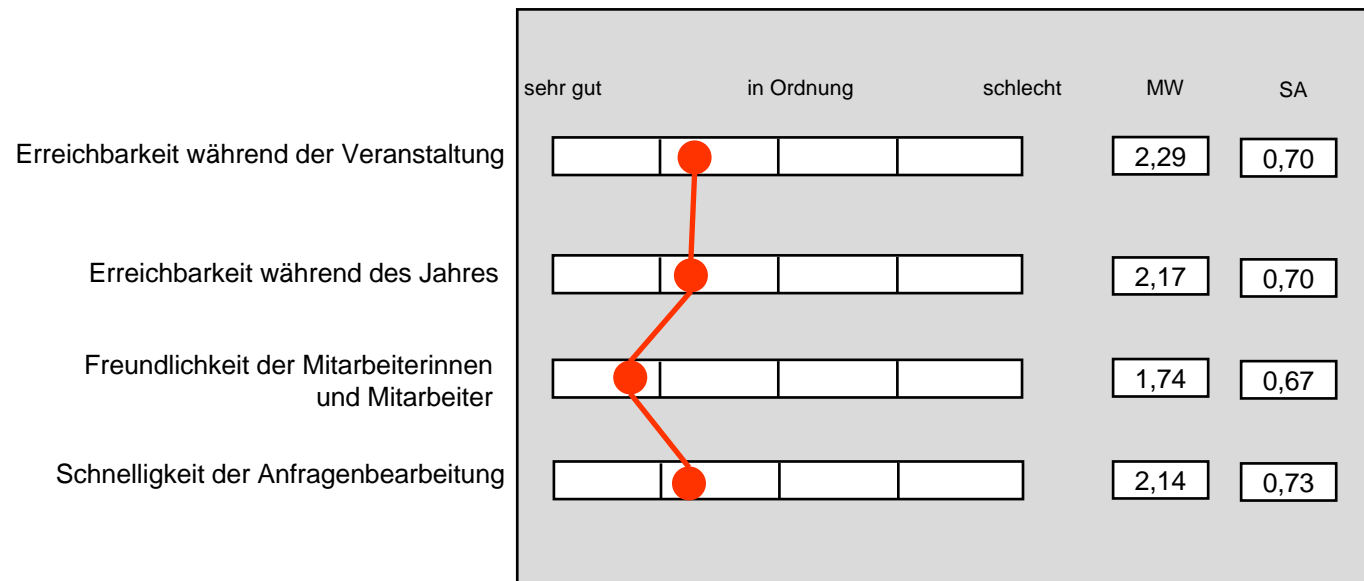 sehr gut in Ordnung schlecht MW SA
Erreichbarkeit während der Veranstaltung 2,29 0,70
Erreichbarkeit während des Jahres 2,17 0,70
Freundlichkeit der Mitarbeiterinnen
und Mitarbeiter 1,74 0,67
Schnelligkeit der Anfragenbearbeitung 2,14 0,73